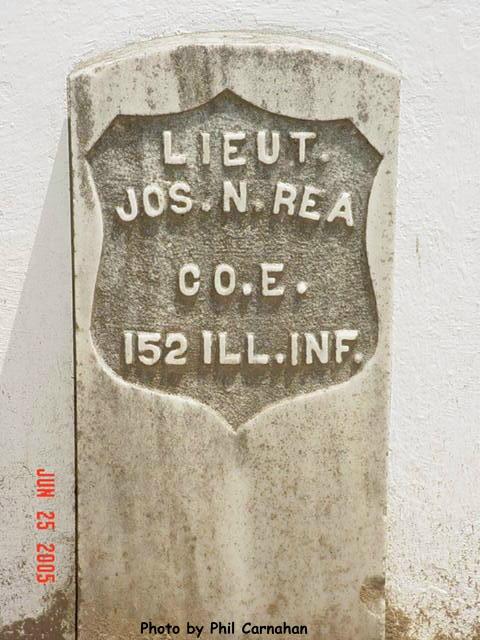 LIEUT.
JOS. N. REA
CO. E.
152 ILL. INF.
JUN 25 2005
Photo by Phil Carnahan